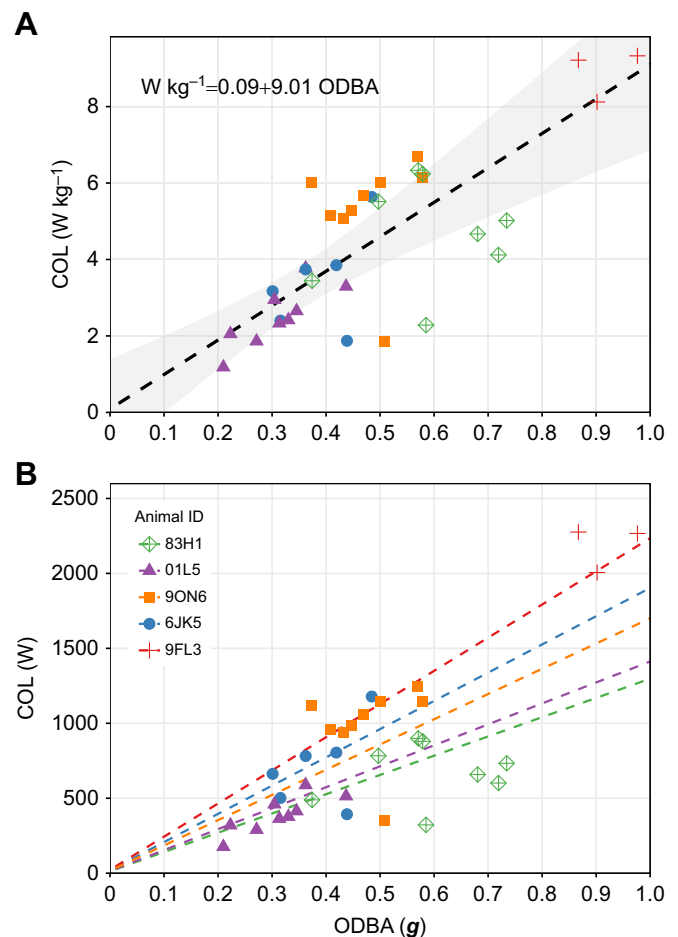 A
W kg⁻¹=0.09+9.01 ODBA
COL (W kg⁻¹)
8
6
4
2
0
0 0.1 0.2 0.3 0.4 0.5 0.6 0.7 0.8 0.9 1.0
B
2500
2000
1500
1000
500
0
COL (W)
Animal ID
83H1
01L5
9ON6
6JK5
9FL3
0 0.1 0.2 0.3 0.4 0.5 0.6 0.7 0.8 0.9 1.0
ODBA (g)